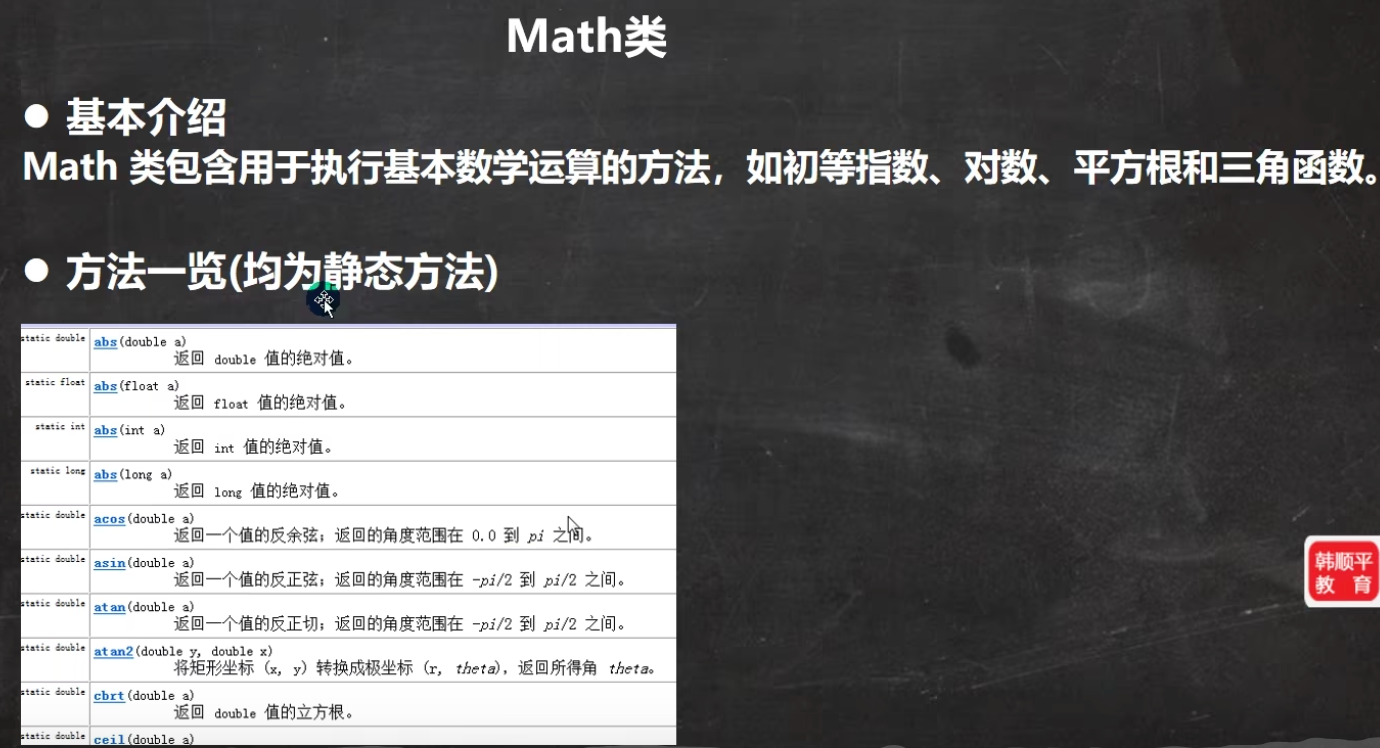 Math类
● 基本介绍
Math 类包含用于执行基本数学运算的方法，如初等指数、对数、平方根和三角函数。
● 方法一览(均为静态方法)
static double abs(double a)
返回 double 值的绝对值。
static float abs(float a)
返回 float 值的绝对值。
static int abs(int a)
返回 int 值的绝对值。
static long abs(long a)
返回 long 值的绝对值。
static double acos(double a)
返回一个值的反余弦；返回的角度范围在 0.0 到 pi 之间。
static double asin(double a)
返回一个值的反正弦；返回的角度范围在 -pi/2 到 pi/2 之间。
static double atan(double a)
返回一个值的反正切；返回的角度范围在 -pi/2 到 pi/2 之间。
static double atan2(double y, double x)
将矩形坐标 (x, y) 转换成极坐标 (r, theta)，返回所得角 theta。
static double cbrt(double a)
返回 double 值的立方根。
static double ceil(double a)
韩顺平
教 育